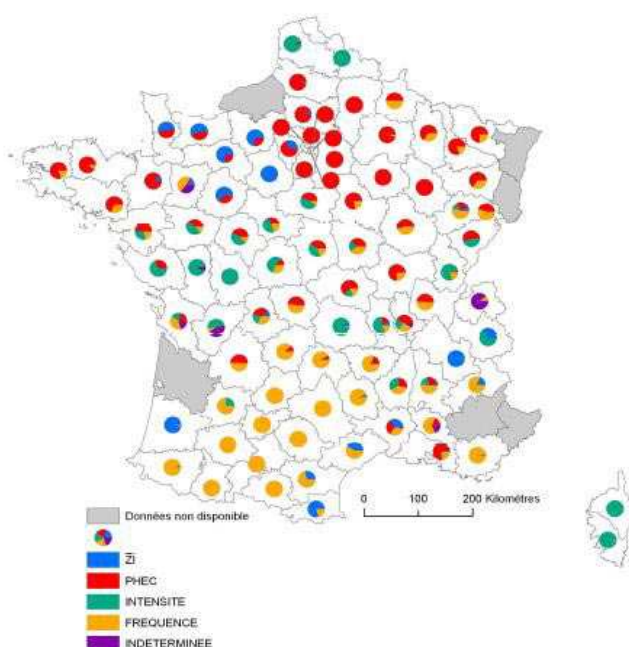 0 100 200 Kilomètres
Données non disponible
ZI
PHEC
INTENSITE
FREQUENCE
INDETERMINEE